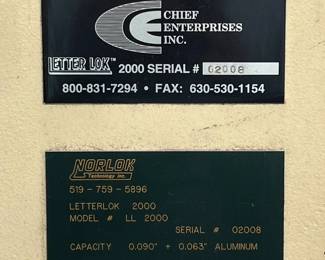 CHIEF
ENTERPRISES
INC.
LETTER LOK™ 2000 SERIAL # 02008
800-831-7294 • FAX: 630-530-1154
NORLOK
Technology Inc.
519-759-5896
LETTERLOK 2000
MODEL # LL 2000
SERIAL # 02008
CAPACITY 0.090" + 0.063" ALUMINUM